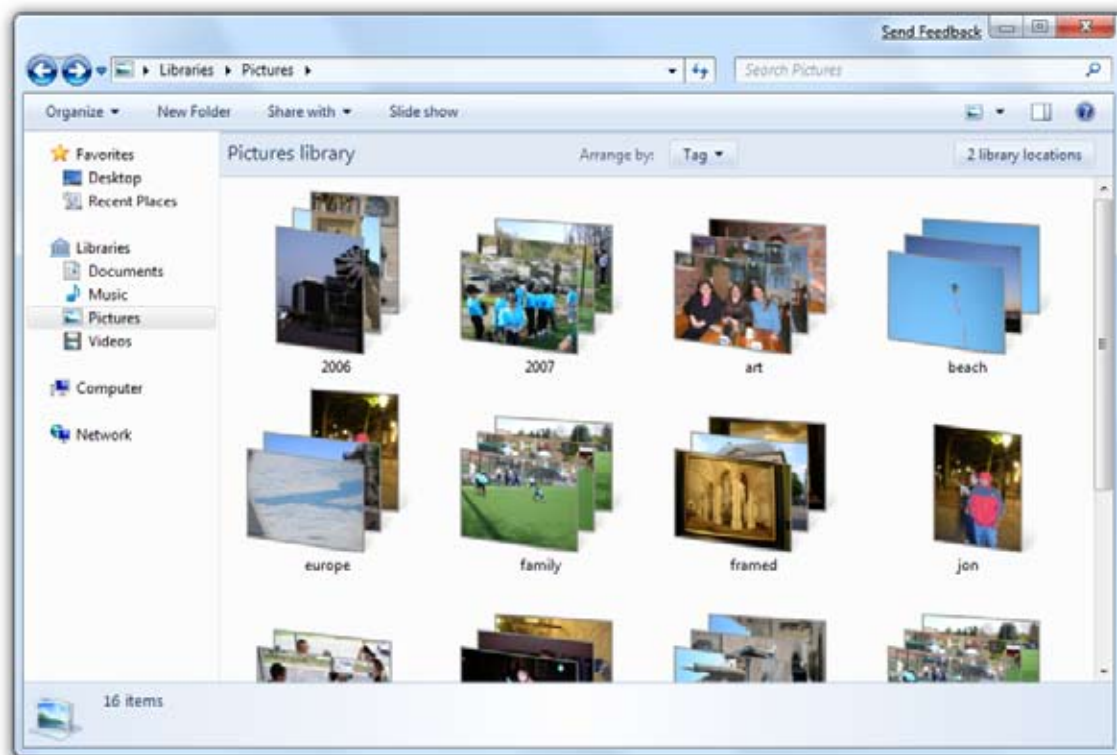 Send Feedback
Libraries Pictures Search Pictures
Organize New Folder Share with Slide show
Favorites
Desktop
Recent Places
Libraries
Documents
Music
Pictures
Videos
Computer
Network
Pictures library Arrange by: Tag 2 library locations
2006 2007 art beach
europe family framed jon
16 items